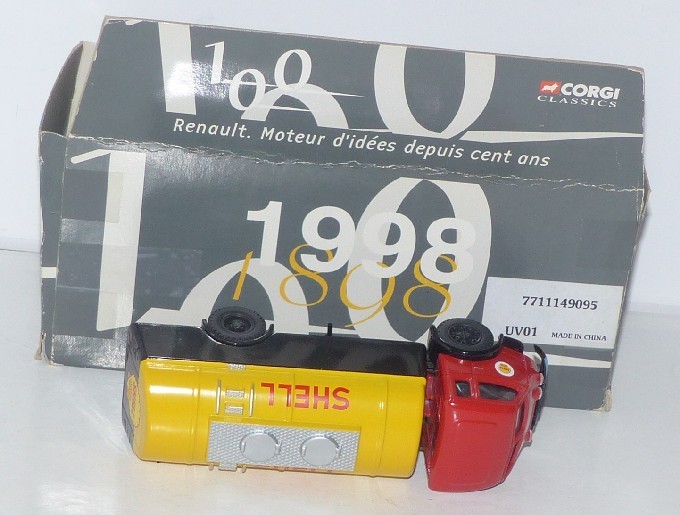 100
CORGI
CLASSICS
Renault. Moteur d'idées depuis cent ans
1998
1898
7711149095
UV01 MADE IN CHINA
SHELL